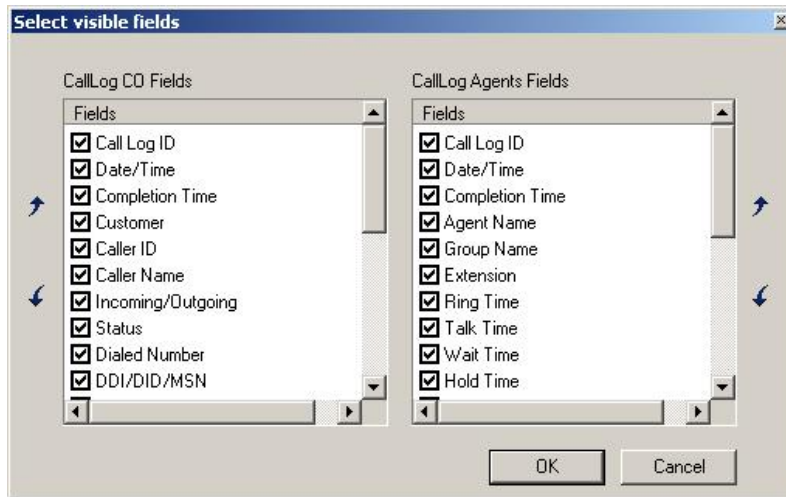 Select visible fields
CallLog CO Fields
Fields
Call Log ID
Date/Time
Completion Time
Customer
Caller ID
Caller Name
Incoming/Outgoing
Status
Dialed Number
DDI/DID/MSN
CallLog Agents Fields
Fields
Call Log ID
Date/Time
Completion Time
Agent Name
Group Name
Extension
Ring Time
Talk Time
Wait Time
Hold Time
OK
Cancel